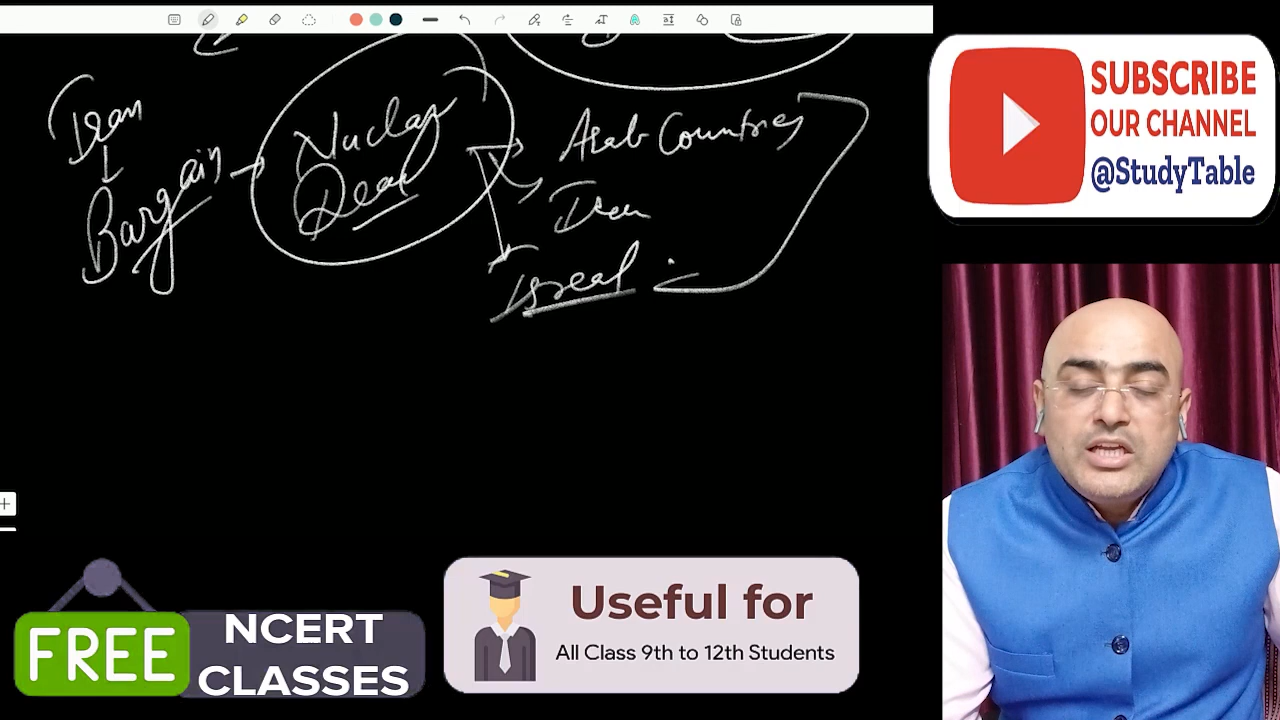 Iran
Bargain
Nuclear
Deal
Arab Countries
Iran
Isreal
SUBSCRIBE
OUR CHANNEL
@StudyTable
FREE
NCERT
CLASSES
Useful for
All Class 9th to 12th Students